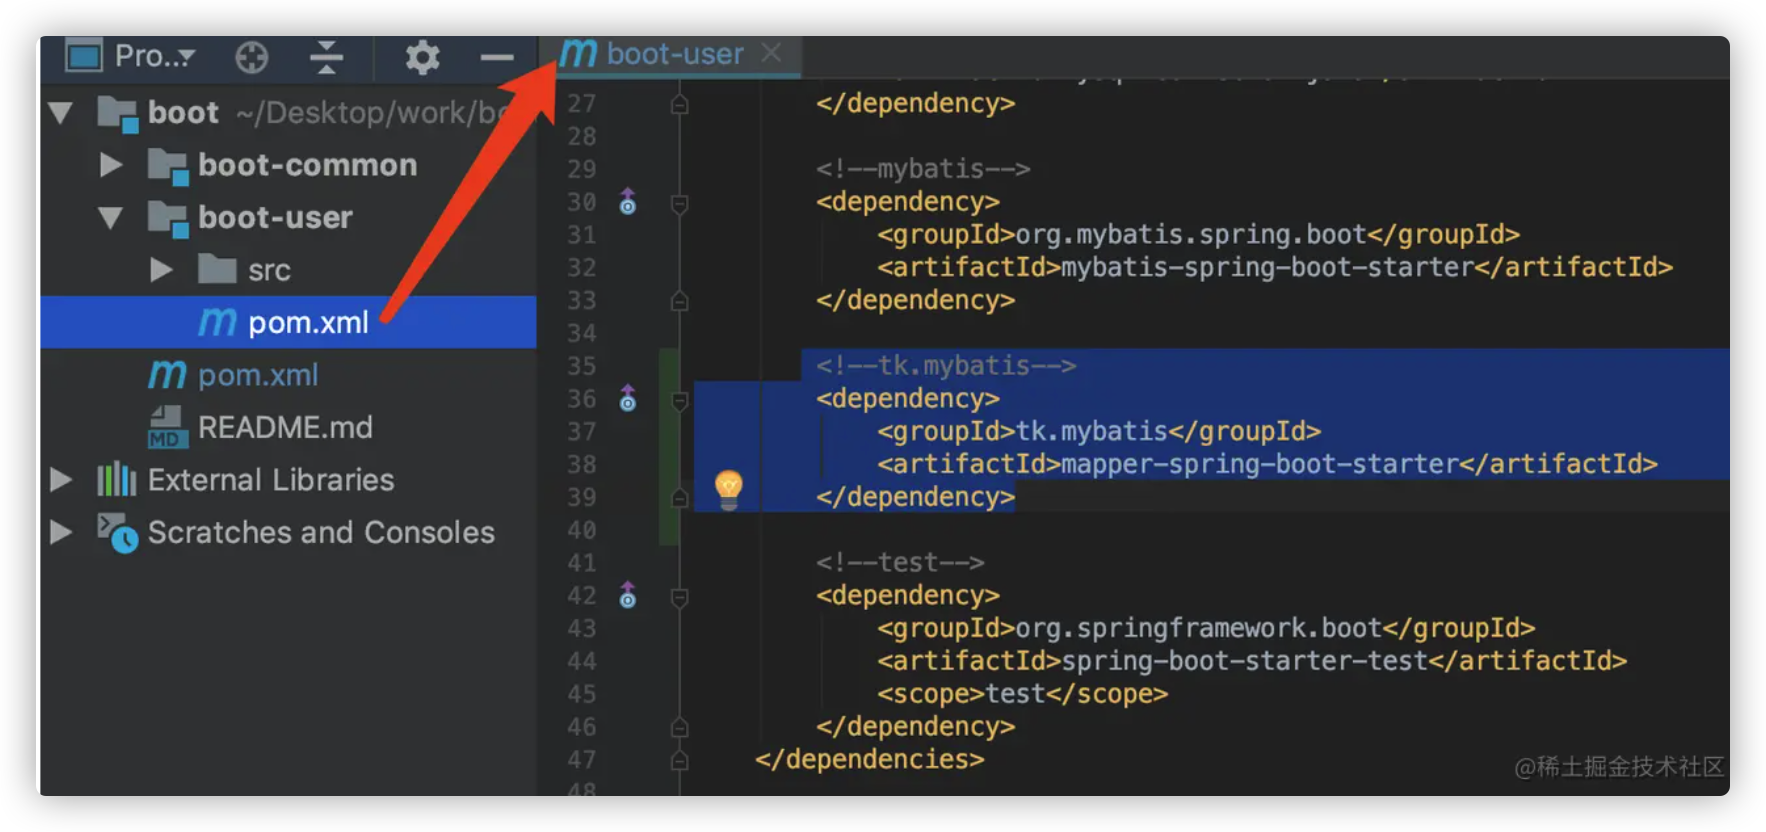 Pro...
boot ~/Desktop/work/bo
boot-common
boot-user
src
pom.xml
pom.xml
MD README.md
External Libraries
Scratches and Consoles
m boot-user
27 </dependency>
28
29 <!--mybatis-->
30 <dependency>
31 <groupId>org.mybatis.spring.boot</groupId>
32 <artifactId>mybatis-spring-boot-starter</artifactId>
33 </dependency>
34
35 <!--tk.mybatis-->
36 <dependency>
37 <groupId>tk.mybatis</groupId>
38 <artifactId>mapper-spring-boot-starter</artifactId>
39 </dependency>
40
41 <!--test-->
42 <dependency>
43 <groupId>org.springframework.boot</groupId>
44 <artifactId>spring-boot-starter-test</artifactId>
45 <scope>test</scope>
46 </dependency>
47 </dependencies>
48
@稀土掘金技术社区